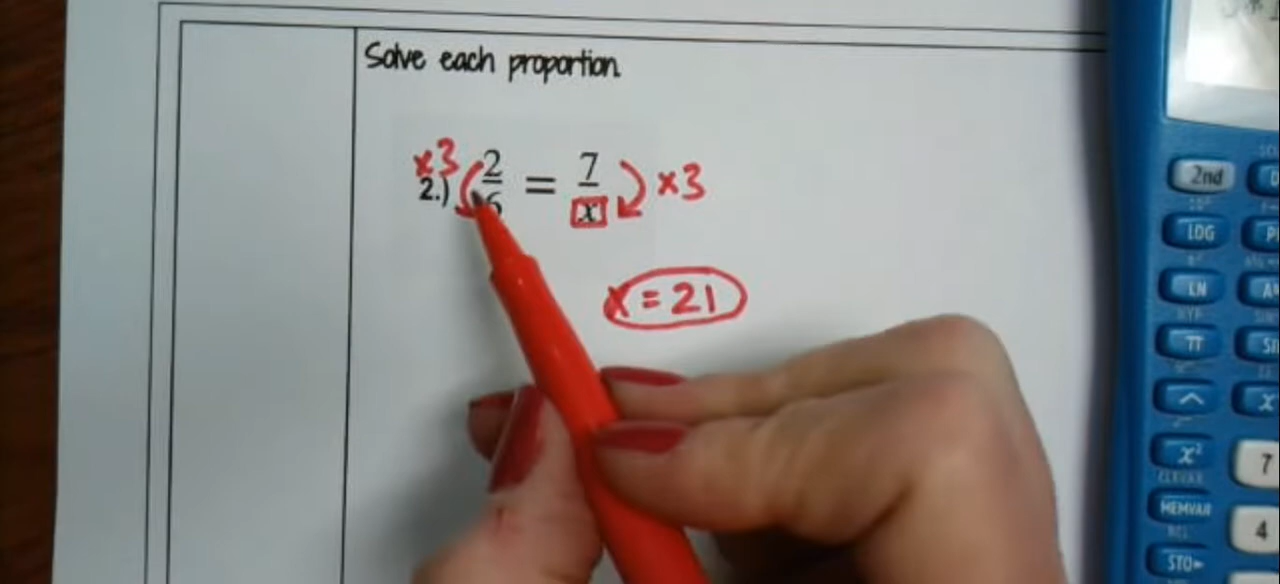 Solve each proportion.
x3
2.) 2/6 = 7/x x3
x = 21
2nd
LOG
LN
π
^
x²
7
MEMVAR
4
STO►